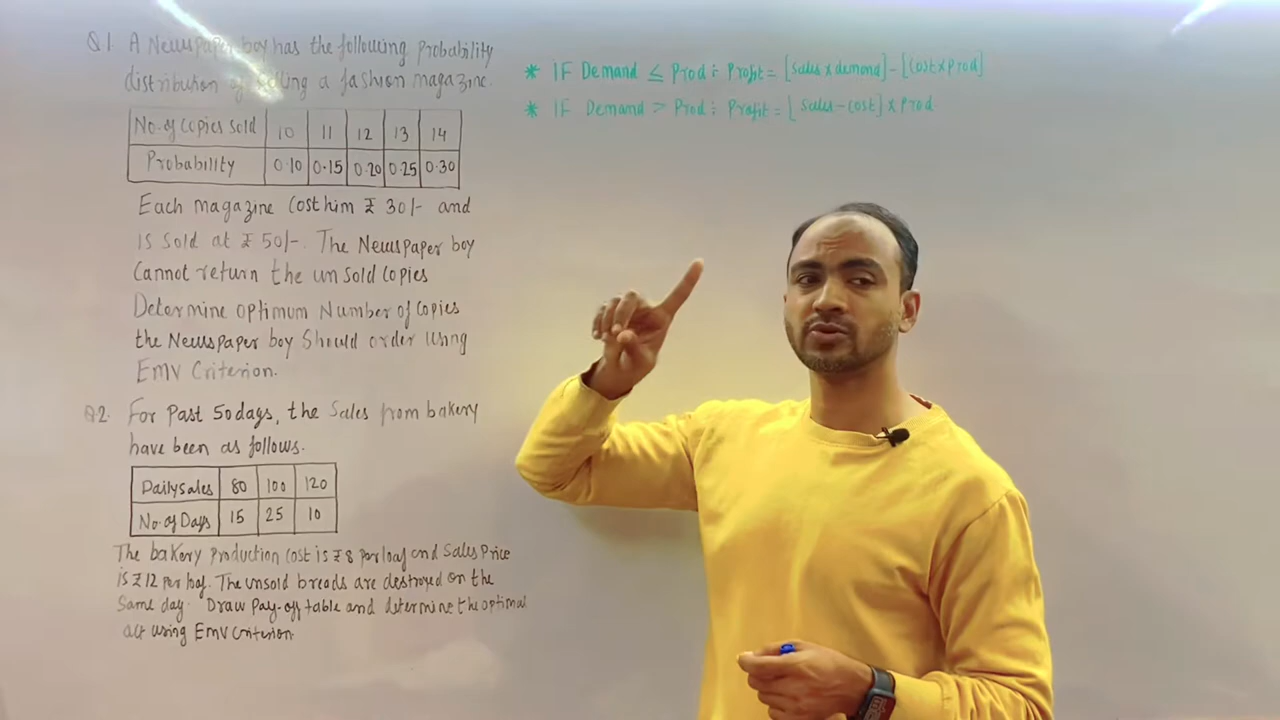 Q1. A Newspaper boy has the following probability
distribution of selling a fashion magazine.
No. of Copies Sold 10 11 12 13 14
Probability 0.10 0.15 0.20 0.25 0.30
Each magazine Cost him ₹ 30/- and
is sold at ₹ 50/-. The Newspaper boy
Cannot return the un sold Copies
Determine optimum Number of Copies
the Newspaper boy Should order Using
EMV Criterion.
Q2. For Past 50 days, the Sales from bakery
have been as follows.
Daily sales 80 100 120
No. of Days 15 25 10
The bakery Production Cost is ₹ 8 Per loaf and Sales Price
is ₹ 12 Per loaf. The unsold breads are destroyed on the
Same day. Draw Pay-off table and determine the optimal
act using EMV Criterion.
* IF Demand ≤ Prod : Profit = [Sales x demand] - [Cost x Prod]
* IF Demand > Prod : Profit = [Sales - Cost] x Prod